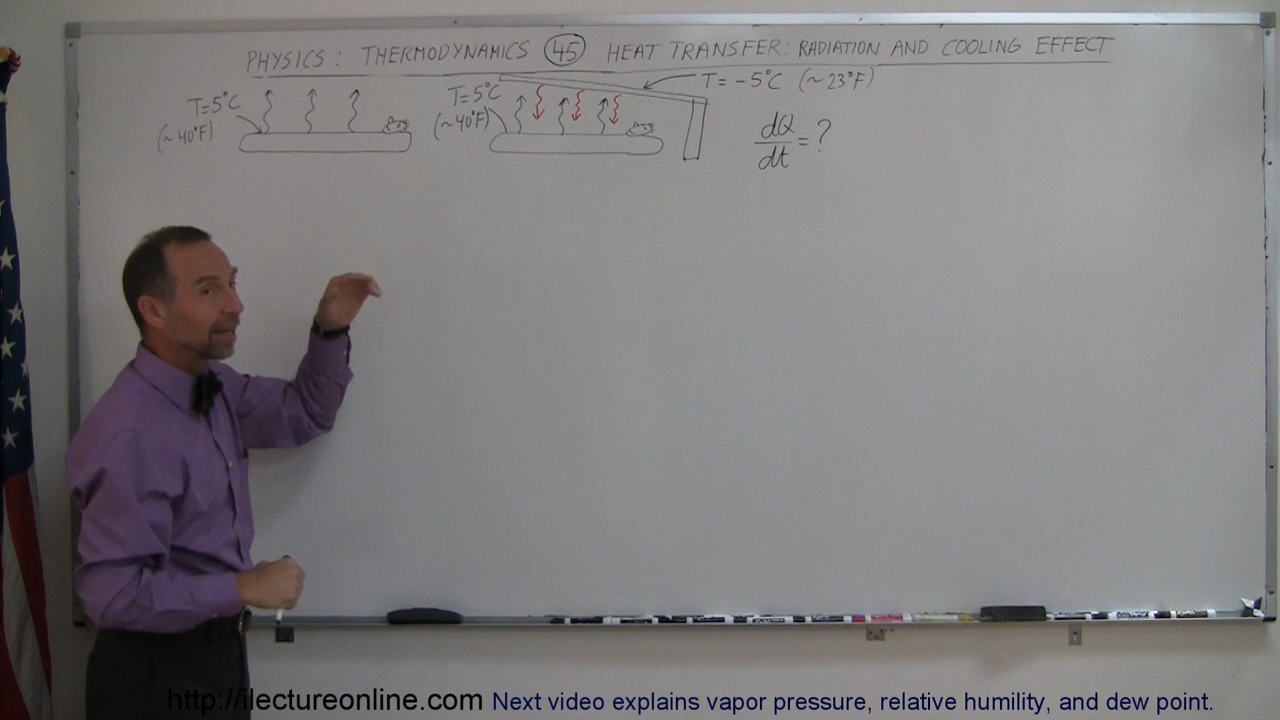 PHYSICS: THERMODYNAMICS 45 HEAT TRANSFER: RADIATION AND COOLING EFFECT
T=5°C
(~40°F)
T=5°C
(~40°F)
T= -5°C (~23°F)
dQ/dt = ?
http://ilectureonline.com Next video explains vapor pressure, relative humidity, and dew point.